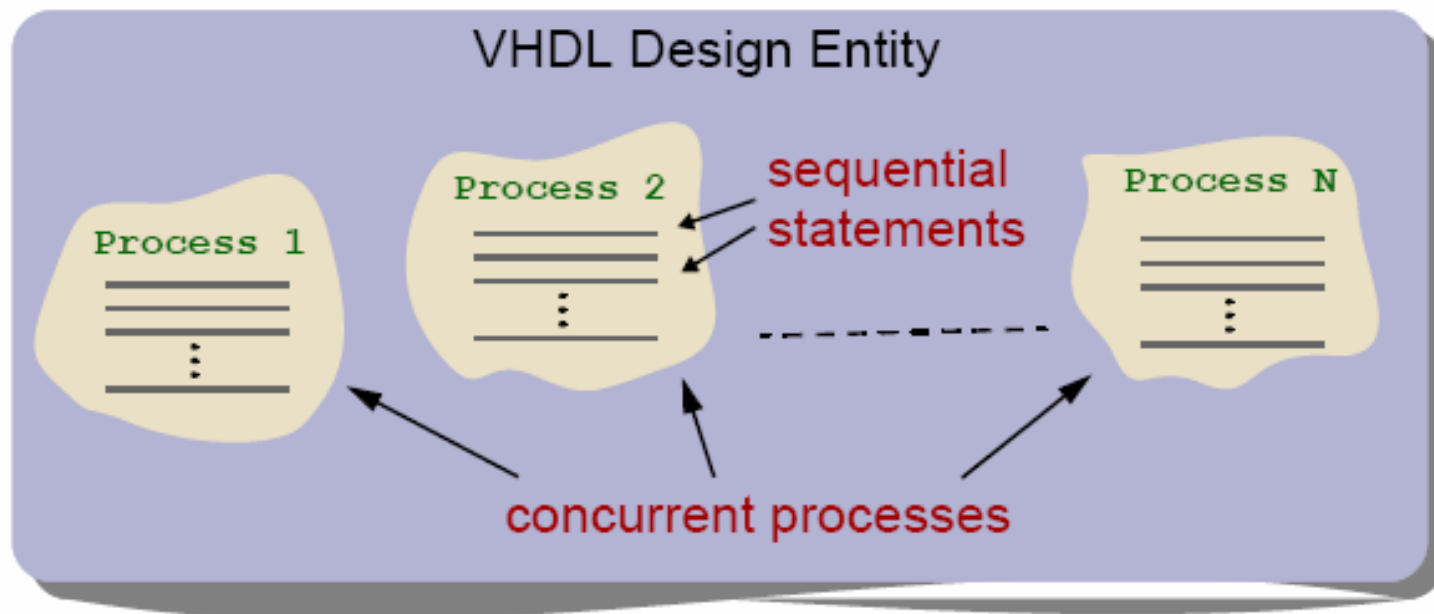 VHDL Design Entity
Process 1
Process 2
sequential
statements
Process N
concurrent processes